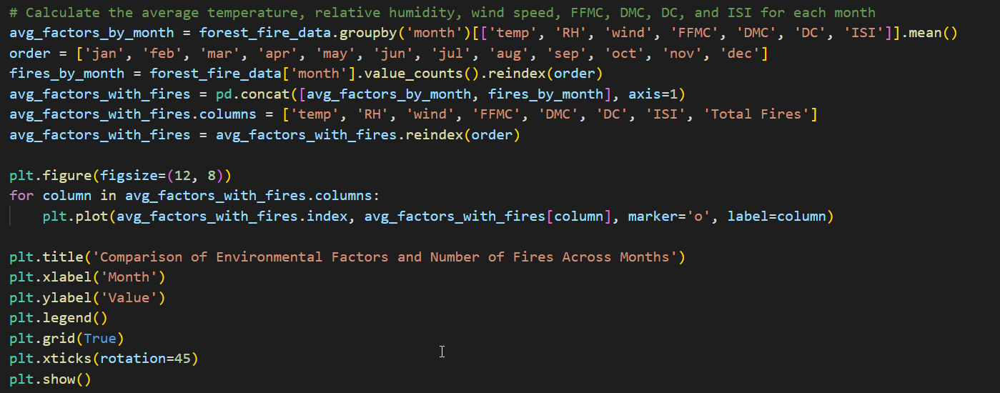 # Calculate the average temperature, relative humidity, wind speed, FFMC, DMC, DC, and ISI for each month
avg_factors_by_month = forest_fire_data.groupby('month')[['temp', 'RH', 'wind', 'FFMC', 'DMC', 'DC', 'ISI']].mean()
order = ['jan', 'feb', 'mar', 'apr', 'may', 'jun', 'jul', 'aug', 'sep', 'oct', 'nov', 'dec']
fires_by_month = forest_fire_data['month'].value_counts().reindex(order)
avg_factors_with_fires = pd.concat([avg_factors_by_month, fires_by_month], axis=1)
avg_factors_with_fires.columns = ['temp', 'RH', 'wind', 'FFMC', 'DMC', 'DC', 'ISI', 'Total Fires']
avg_factors_with_fires = avg_factors_with_fires.reindex(order)

plt.figure(figsize=(12, 8))
for column in avg_factors_with_fires.columns:
    plt.plot(avg_factors_with_fires.index, avg_factors_with_fires[column], marker='o', label=column)

plt.title('Comparison of Environmental Factors and Number of Fires Across Months')
plt.xlabel('Month')
plt.ylabel('Value')
plt.legend()
plt.grid(True)
plt.xticks(rotation=45)
plt.show()